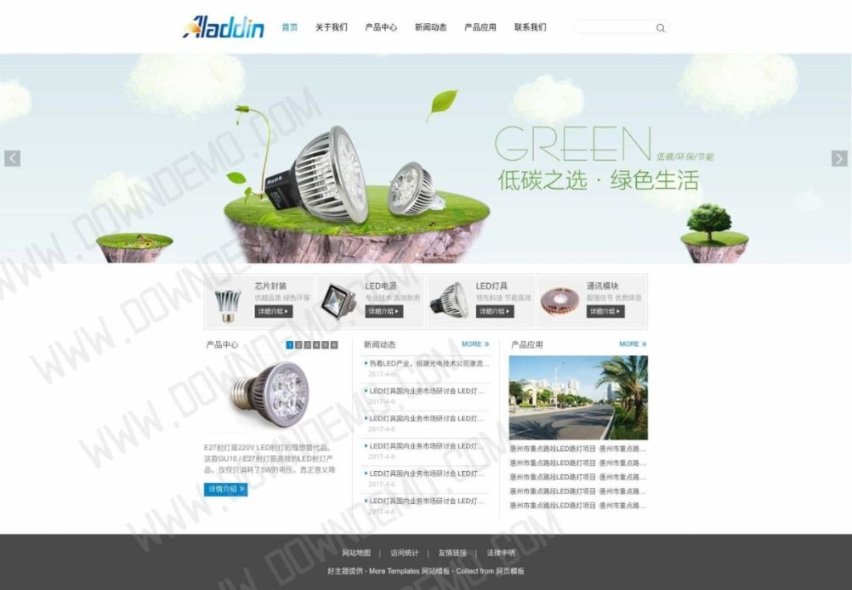 Aladdin 首页 关于我们 产品中心 新闻动态 产品应用 联系我们
GREEN 低碳/环保/节能
低碳之选·绿色生活
芯片封装
优越品质 绿色环保
详细介绍
LED电源
专业技术 高效耐用
详细介绍
LED灯具
领先科技 节能高效
详细介绍
通讯模块
超强信号 优质体验
详细介绍
产品中心 1 2 3 4 5 6
E27射灯是220V LED射灯的理想替代品。
这款GU10 / E27射灯是高效的LED射灯产
品，仅仅只消耗了5W的电压，真正意义降
详情介绍 »
新闻动态 MORE »
热看LED产业，组建光电技术公司激流...
2017-4-6
LED灯具国内业务市场研讨会 LED灯...
2017-4-6
LED灯具国内业务市场研讨会 LED灯...
2017-4-6
LED灯具国内业务市场研讨会 LED灯...
2017-4-6
LED灯具国内业务市场研讨会 LED灯...
2017-4-6
LED灯具国内业务市场研讨会 LED灯...
2017-4-6
产品应用 MORE »
惠州市重点路段LED路灯项目 惠州市重点路...
惠州市重点路段LED路灯项目 惠州市重点路...
惠州市重点路段LED路灯项目 惠州市重点路...
惠州市重点路段LED路灯项目 惠州市重点路...
惠州市重点路段LED路灯项目 惠州市重点路...
网站地图 | 访问统计 | 友情链接 | 法律申明
好主题提供 - More Templates 网站模板 - Collect from 网页模板
WWW.DOWNDEMO.COM
WWW.DOWNDEMO.COM
WWW.DOWNDEMO.COM
WWW.DOWNDEMO.COM